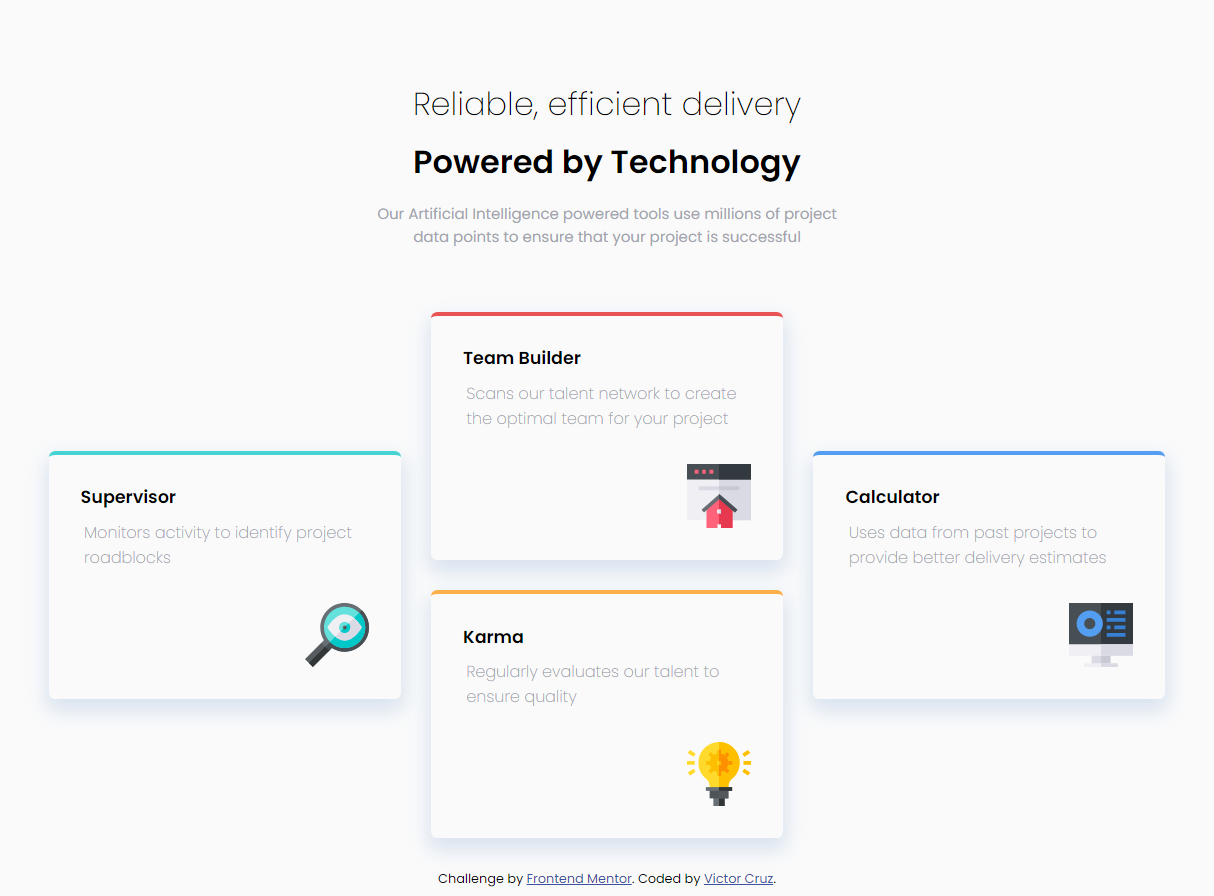 Reliable, efficient delivery
Powered by Technology
Our Artificial Intelligence powered tools use millions of project
data points to ensure that your project is successful
Supervisor
Monitors activity to identify project
roadblocks
Team Builder
Scans our talent network to create
the optimal team for your project
Karma
Regularly evaluates our talent to
ensure quality
Calculator
Uses data from past projects to
provide better delivery estimates
Challenge by Frontend Mentor. Coded by Victor Cruz.